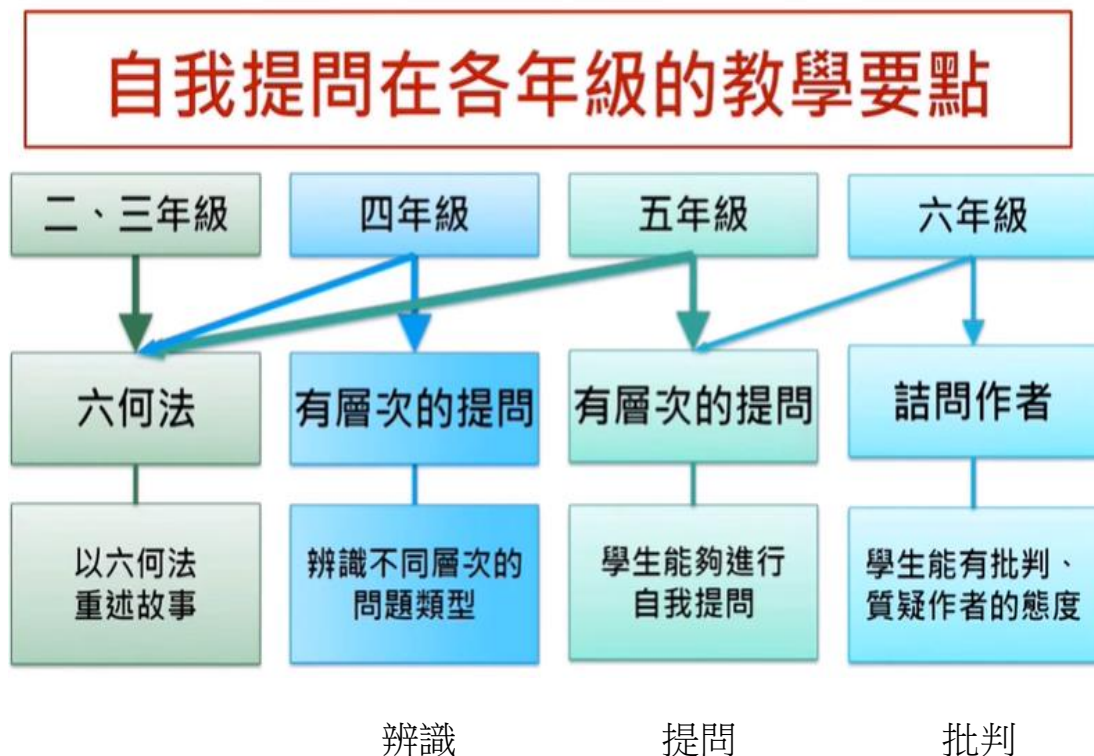 自我提問在各年級的教學要點
二、三年級
四年級
五年級
六年級
六何法
有層次的提問
有層次的提問
詰問作者
以六何法
重述故事
辨識不同層次的
問題類型
學生能夠進行
自我提問
學生能有批判、
質疑作者的態度
辨識
提問
批判